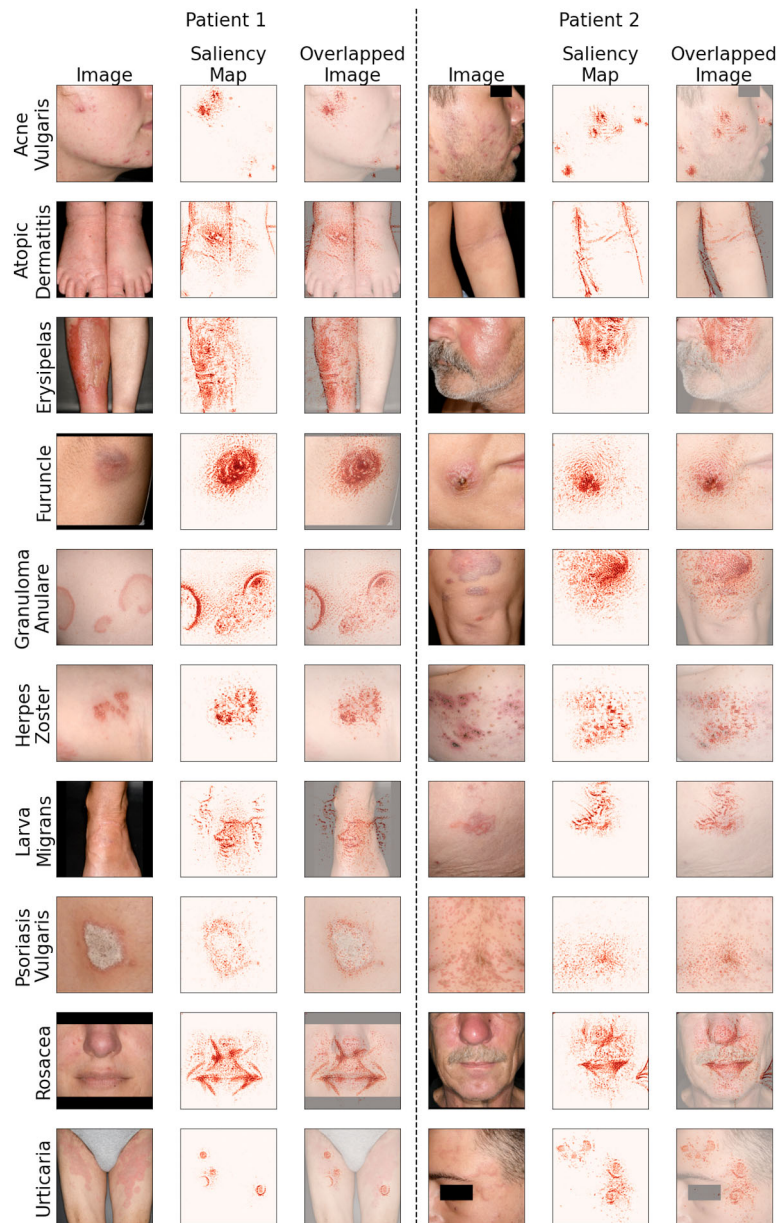 Patient 1
Patient 2
Image
Saliency
Map
Overlapped
Image
Image
Saliency
Map
Overlapped
Image
Acne
Vulgaris
Atopic
Dermatitis
Erysipelas
Furuncle
Granuloma
Anulare
Herpes
Zoster
Larva
Migrans
Psoriasis
Vulgaris
Rosacea
Urticaria